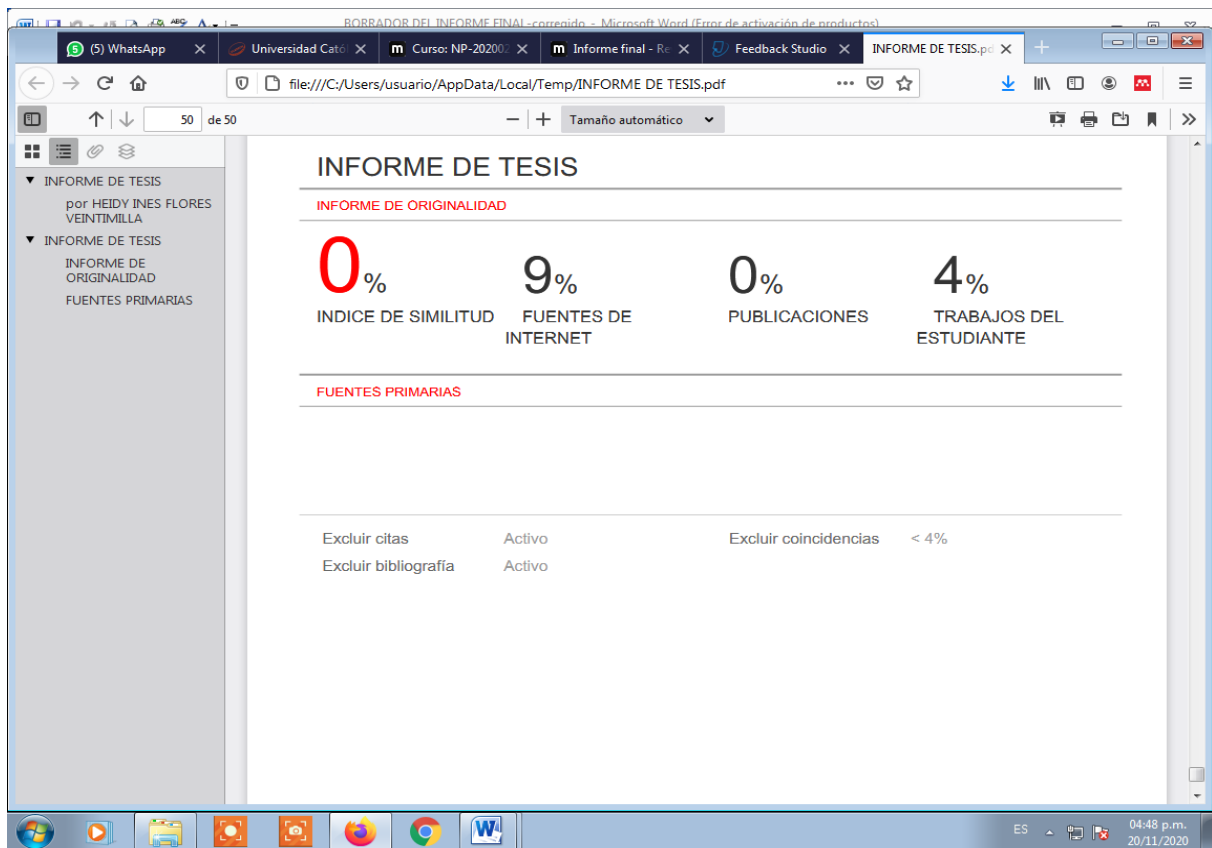 BORRADOR DEL INFORME FINAL-corregido - Microsoft Word (Error de activación de productos)
(5) WhatsApp
Universidad Catól
Curso: NP-202002
Informe final - Re
Feedback Studio
INFORME DE TESIS.pd
file:///C:/Users/usuario/AppData/Local/Temp/INFORME DE TESIS.pdf
50 de 50
Tamaño automático
INFORME DE TESIS
por HEIDY INES FLORES
VEINTIMILLA
INFORME DE TESIS
INFORME DE
ORIGINALIDAD
FUENTES PRIMARIAS
INFORME DE TESIS
INFORME DE ORIGINALIDAD
0%
INDICE DE SIMILITUD
9%
FUENTES DE
INTERNET
0%
PUBLICACIONES
4%
TRABAJOS DEL
ESTUDIANTE
FUENTES PRIMARIAS
Excluir citas Activo
Excluir bibliografía Activo
Excluir coincidencias < 4%
ES
04:48 p.m.
20/11/2020